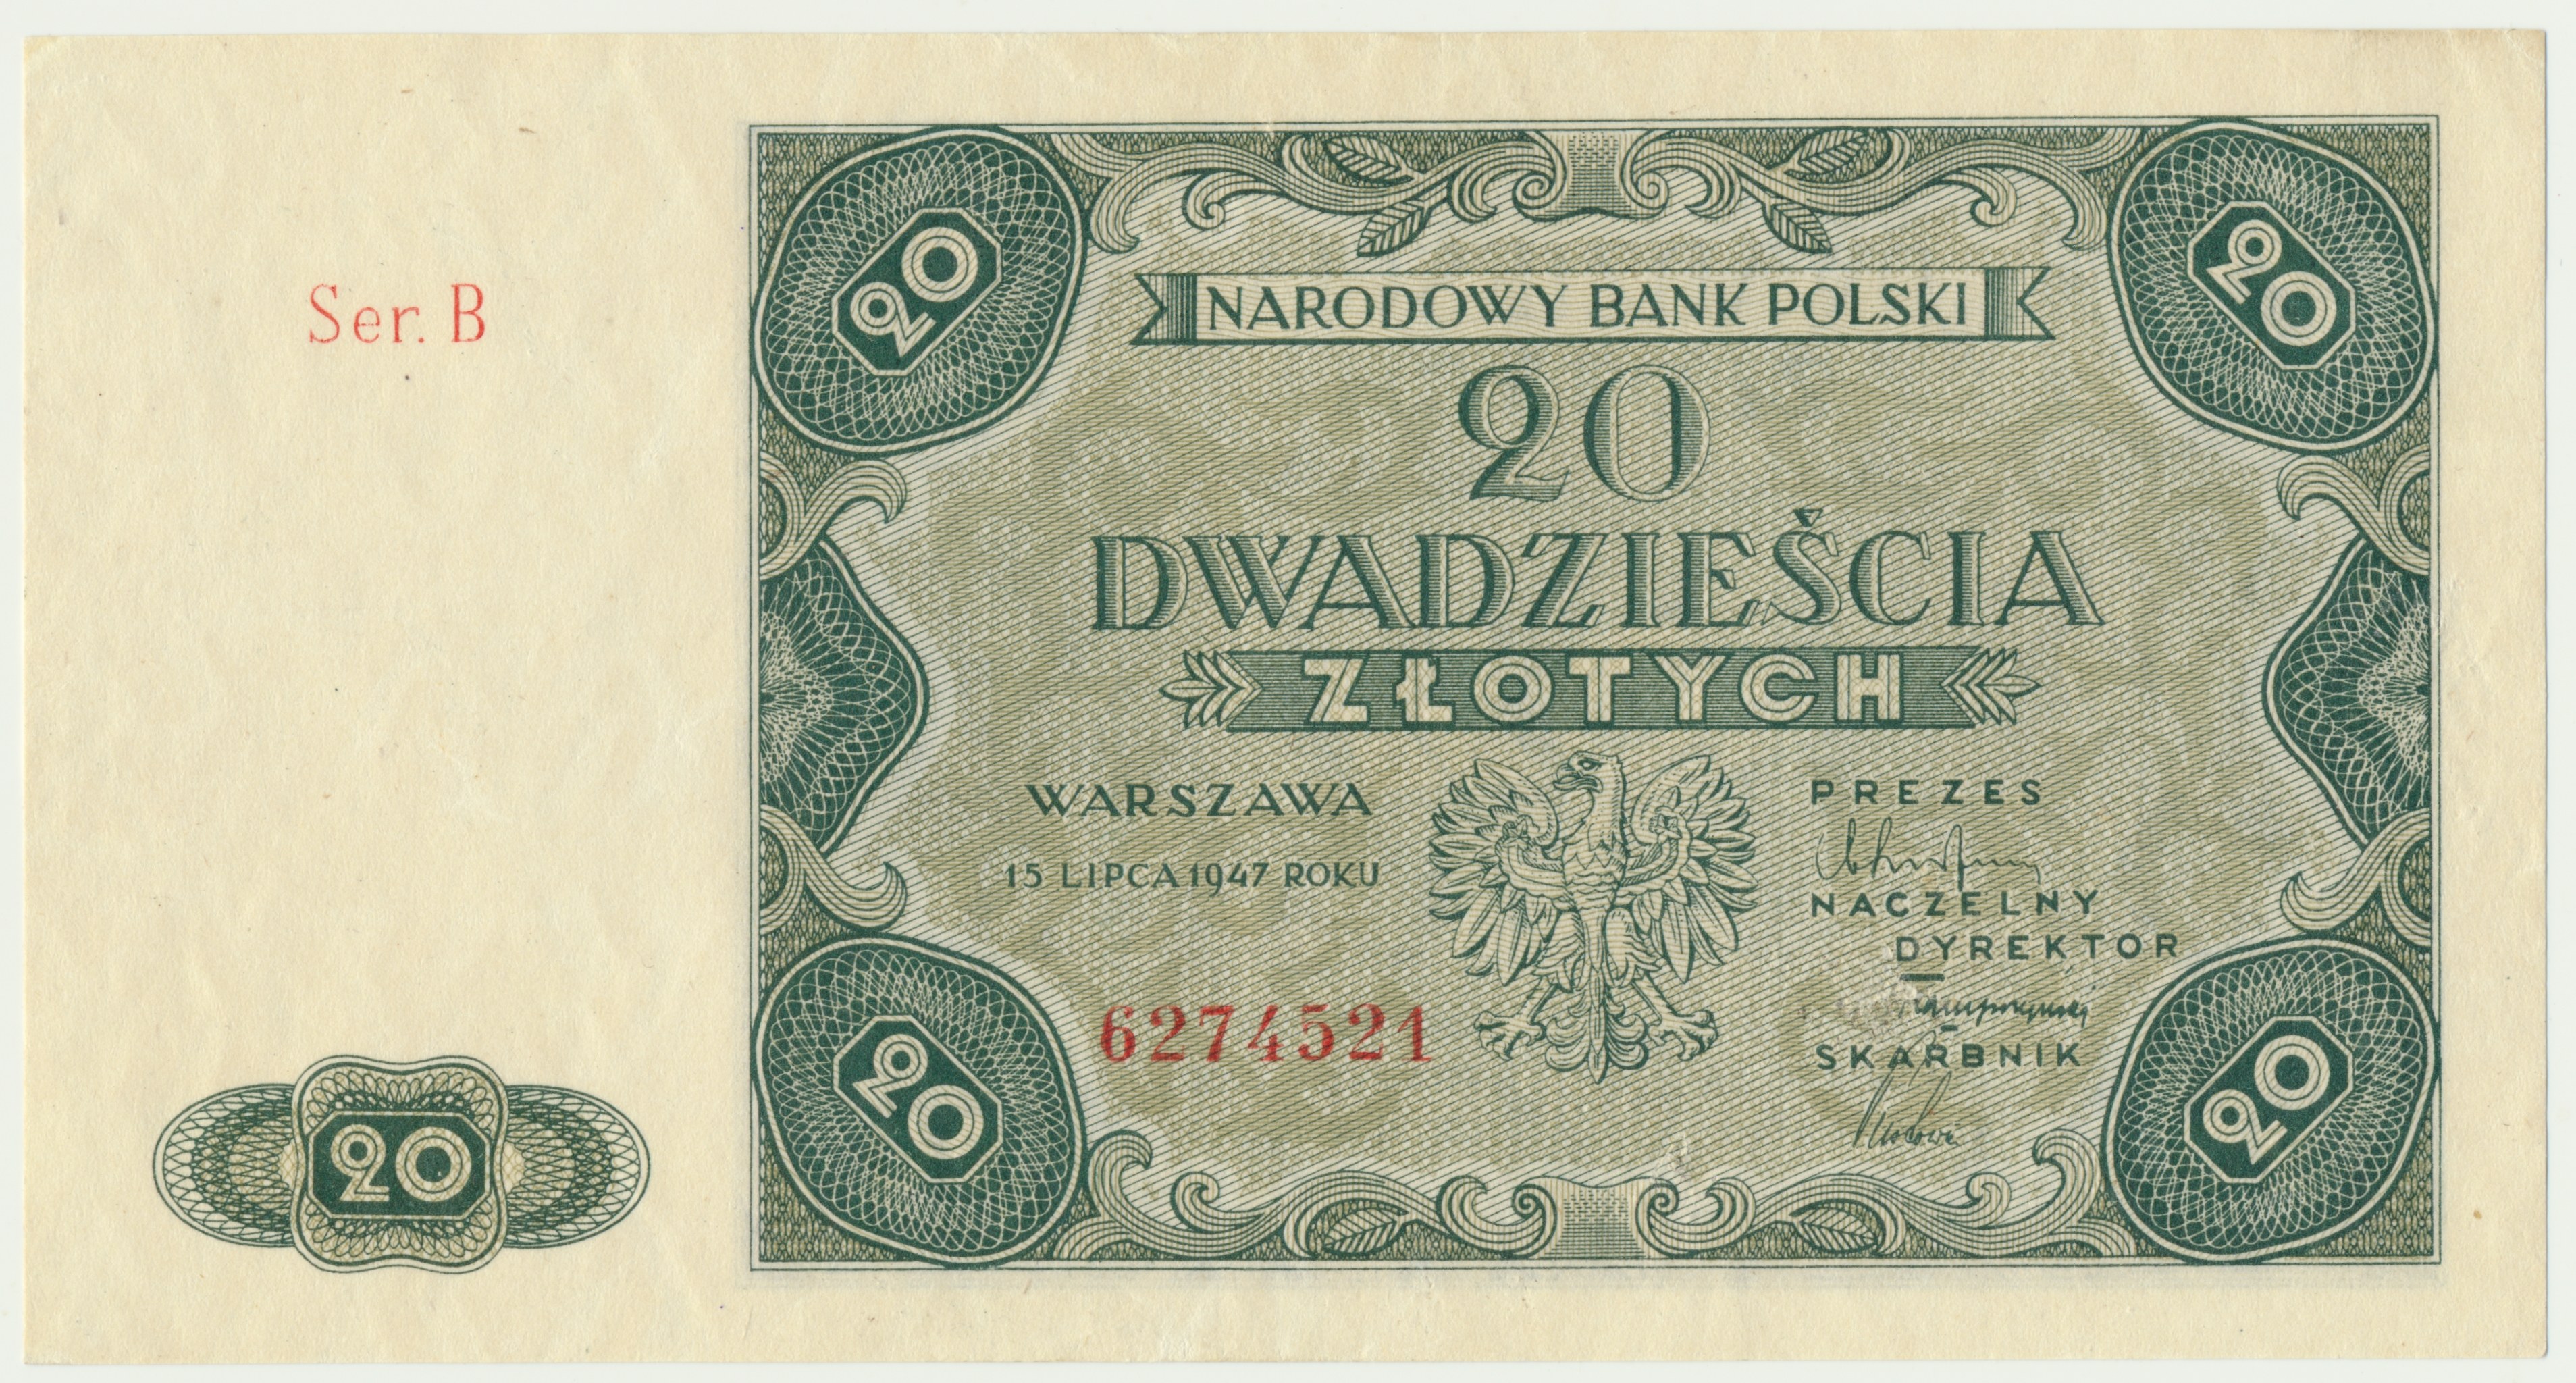 20
20
NARODOWY BANK POLSKI
Ser. B
20
DWADZIEŚCIA
ZŁOTYCH
WARSZAWA
PREZES
15 LIPCA 1947 ROKU
NACZELNY
DYREKTOR
6274521
SKARBNIK
20
20
20